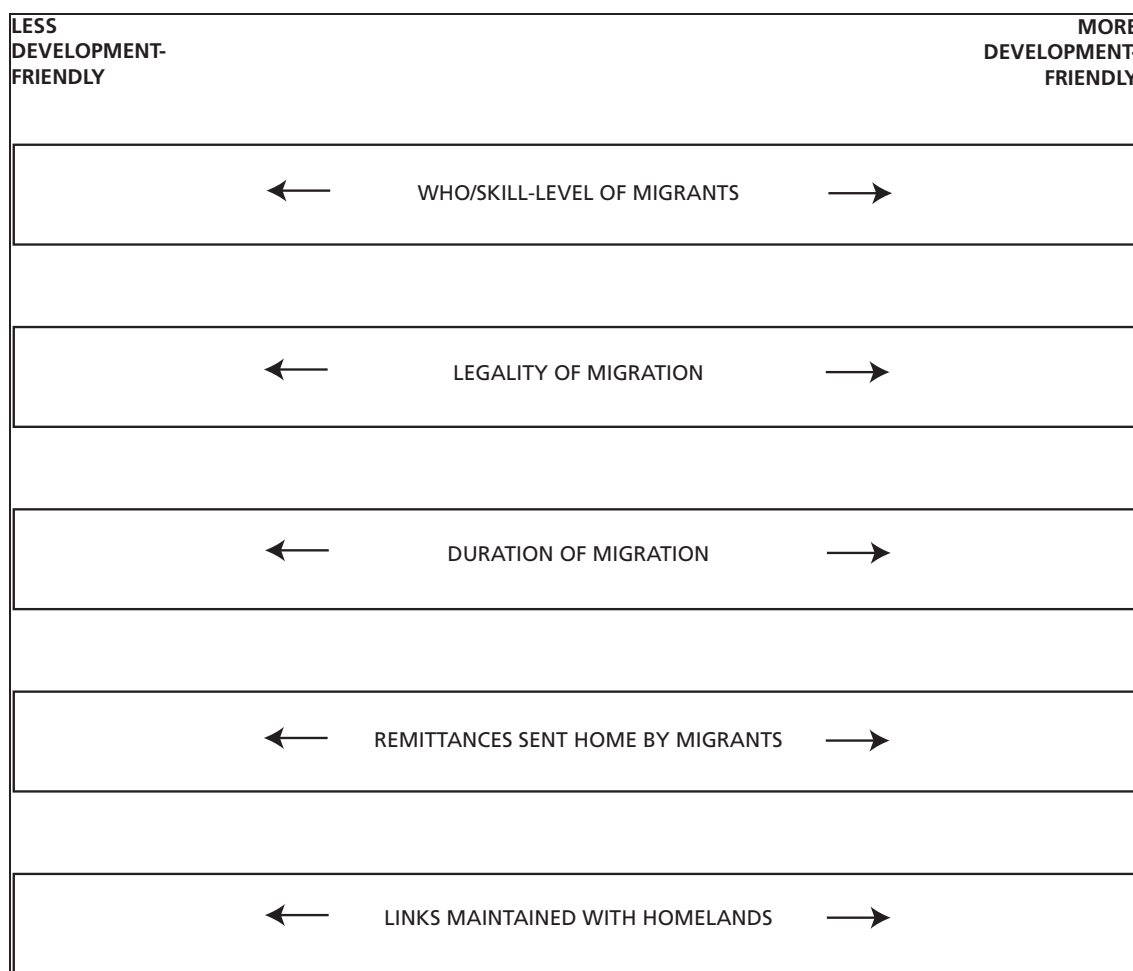 LESS
DEVELOPMENT-
FRIENDLY
MORE
DEVELOPMENT-
FRIENDLY
WHO/SKILL-LEVEL OF MIGRANTS
LEGALITY OF MIGRATION
DURATION OF MIGRATION
REMITTANCES SENT HOME BY MIGRANTS
LINKS MAINTAINED WITH HOMELANDS